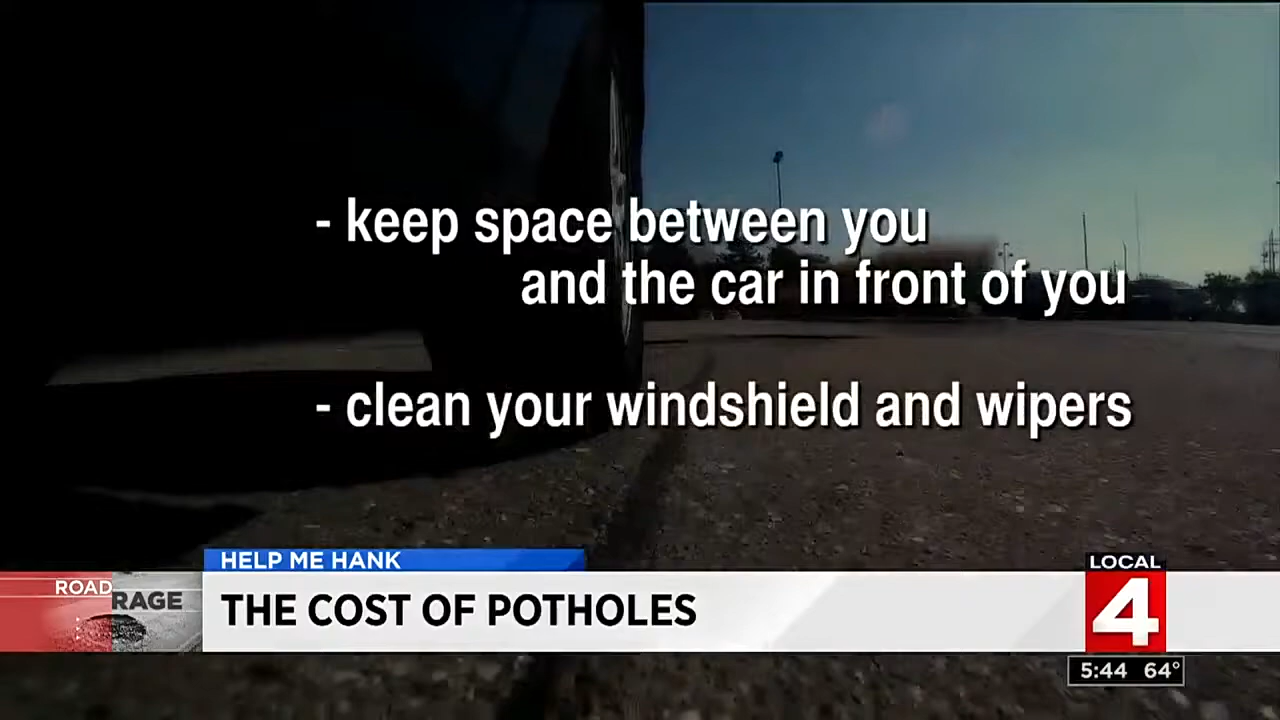 - keep space between you
and the car in front of you
- clean your windshield and wipers
HELP ME HANK
ROAD
RAGE
THE COST OF POTHOLES
LOCAL
4
5:44 64°